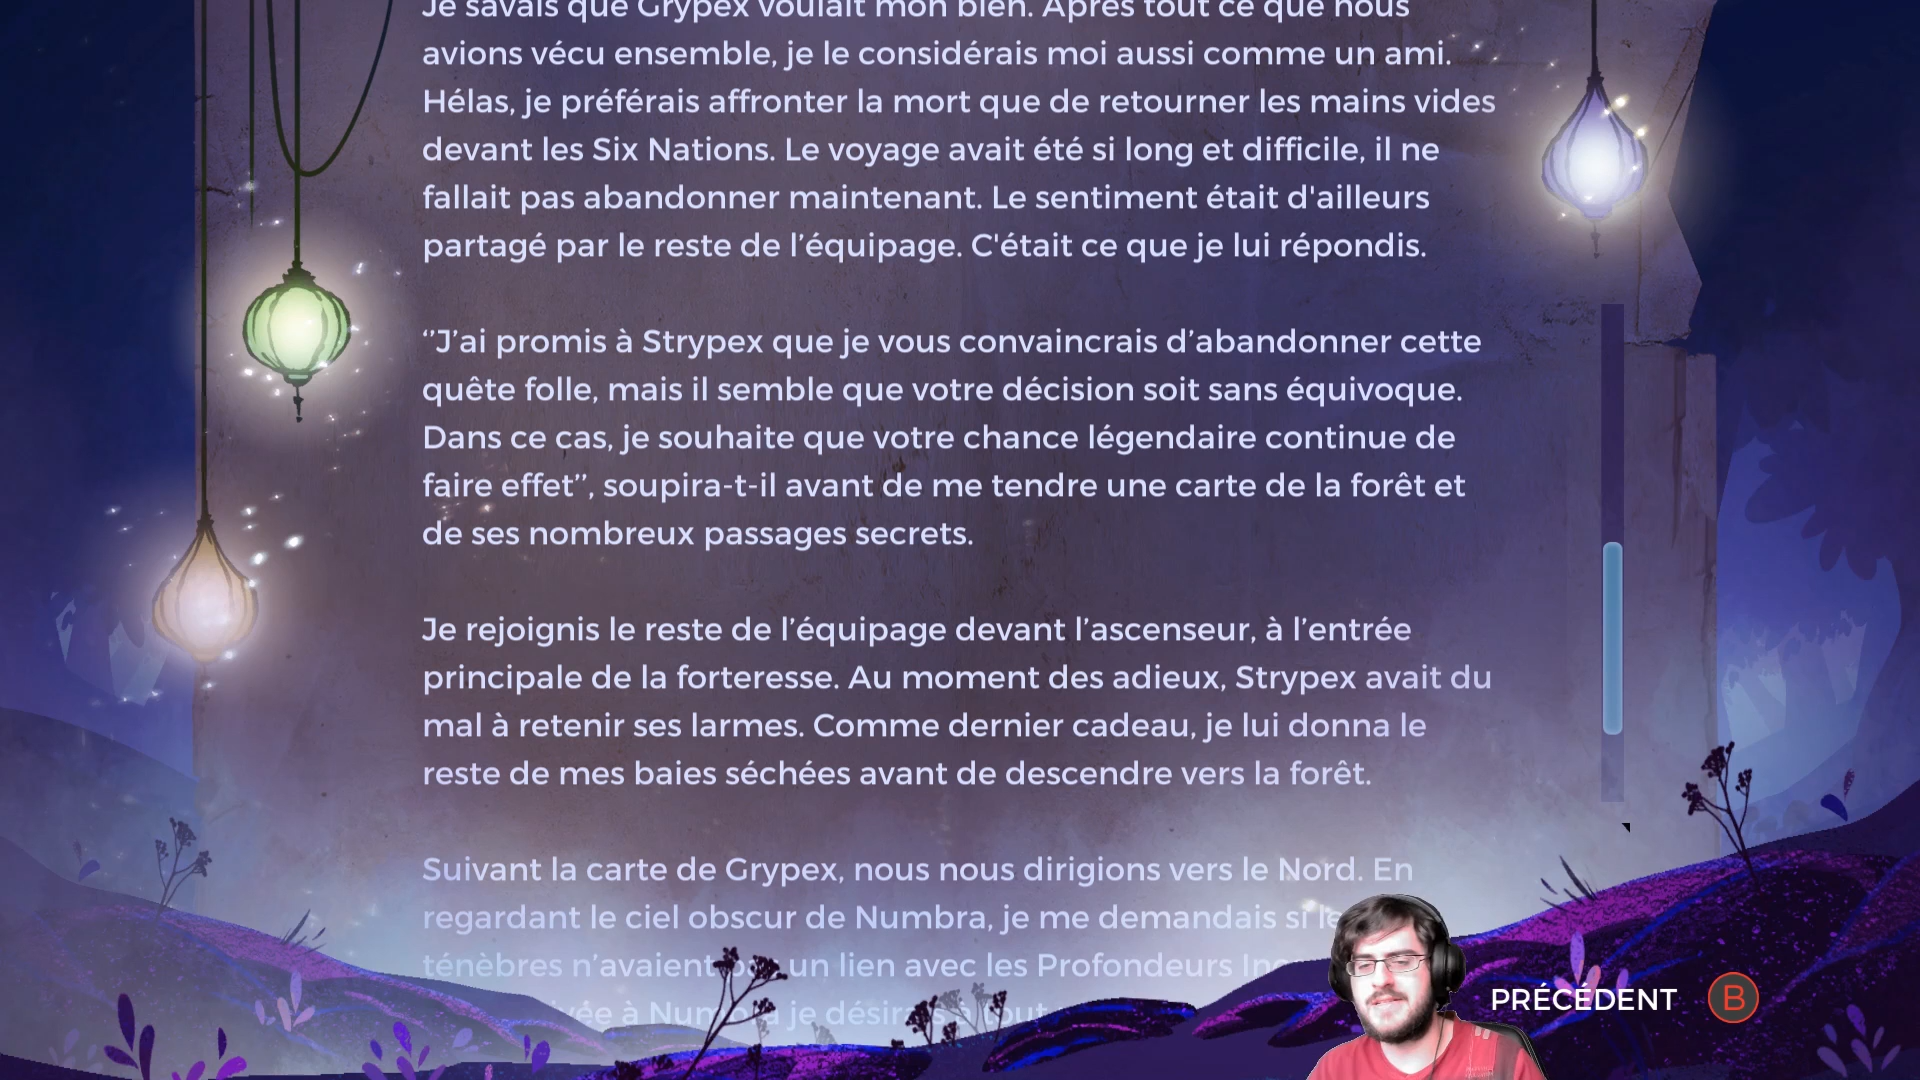 Je savais que Grypex voulait mon bien. Après tout ce que nous
avions vécu ensemble, je le considérais moi aussi comme un ami.
Hélas, je préférais affronter la mort que de retourner les mains vides
devant les Six Nations. Le voyage avait été si long et difficile, il ne
fallait pas abandonner maintenant. Le sentiment était d'ailleurs
partagé par le reste de l’équipage. C'était ce que je lui répondis.
‘’J’ai promis à Strypex que je vous convaincrais d’abandonner cette
quête folle, mais il semble que votre décision soit sans équivoque.
Dans ce cas, je souhaite que votre chance légendaire continue de
faire effet’’, soupira-t-il avant de me tendre une carte de la forêt et
de ses nombreux passages secrets.
Je rejoignis le reste de l’équipage devant l’ascenseur, à l’entrée
principale de la forteresse. Au moment des adieux, Strypex avait du
mal à retenir ses larmes. Comme dernier cadeau, je lui donna le
reste de mes baies séchées avant de descendre vers la forêt.
Suivant la carte de Grypex, nous nous dirigions vers le Nord. En
regardant le ciel obscur de Numbra, je me demandais si
ténèbres n’avaient un lien avec les Profondeurs
à je désirais
PRÉCÉDENT B